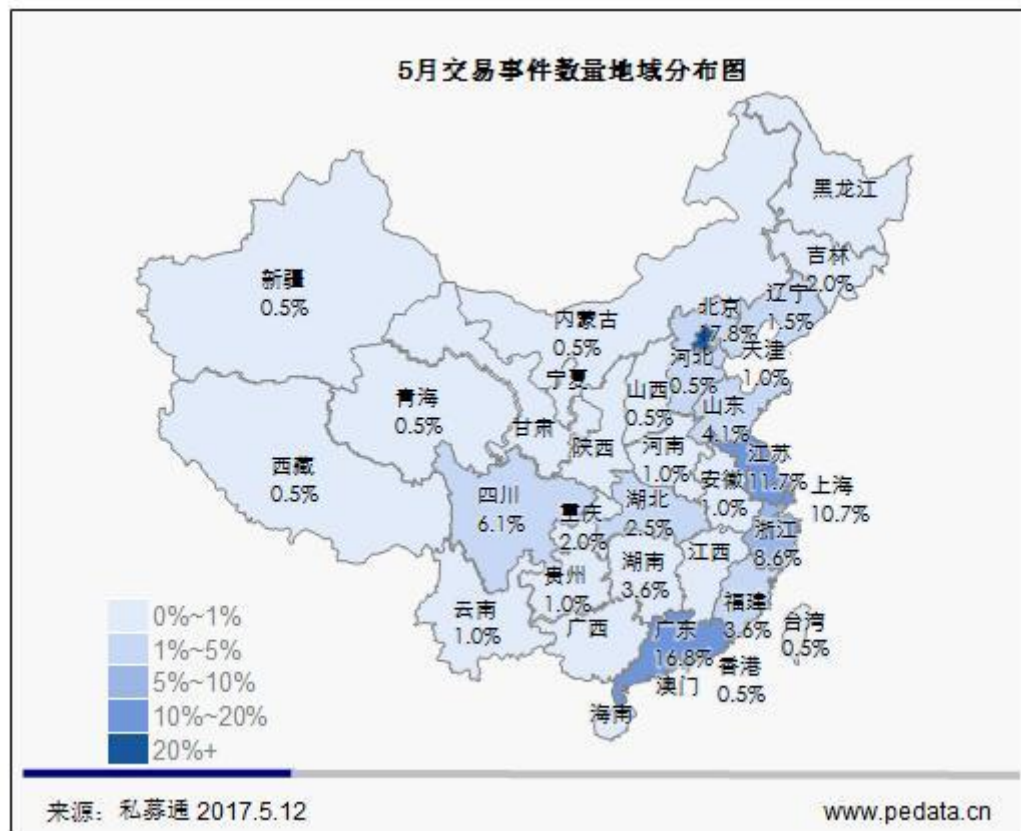 5月交易事件数量地域分布图
黑龙江
吉林
2.0%
辽宁
1.5%
新疆
0.5%
内蒙古
0.5%
北京
17.8%
天津
1.0%
河北
0.5%
宁夏
山西
0.5%
青海
0.5%
甘肃
山东
4.1%
陕西
河南
1.0%
江苏
11.7%
西藏
0.5%
安徽
1.0%
上海
10.7%
四川
6.1%
重庆
2.0%
湖北
2.5%
浙江
8.6%
湖南
3.6%
江西
贵州
1.0%
云南
1.0%
福建
3.6%
广西
广东
16.8%
台湾
0.5%
香港
0.5%
澳门
海南
0%~1%
1%~5%
5%~10%
10%~20%
20%+
来源：私募通 2017.5.12
www.pedata.cn